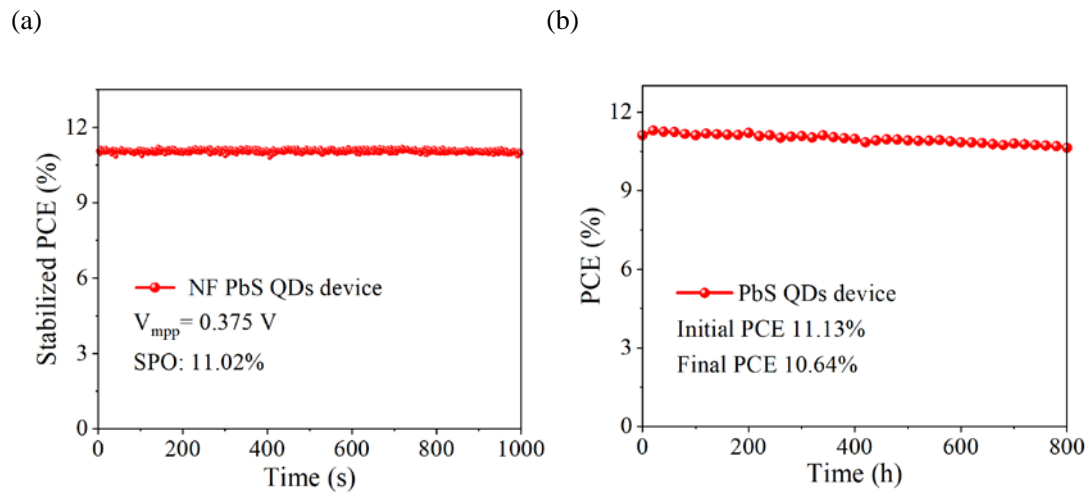 (a)
(b)
Stabilized PCE (%)
12
9
6
3
0
NF PbS QDs device
V_mpp= 0.375 V
SPO: 11.02%
0 200 400 600 800 1000
Time (s)
PCE (%)
12
9
6
3
0
PbS QDs device
Initial PCE 11.13%
Final PCE 10.64%
0 200 400 600 800
Time (h)